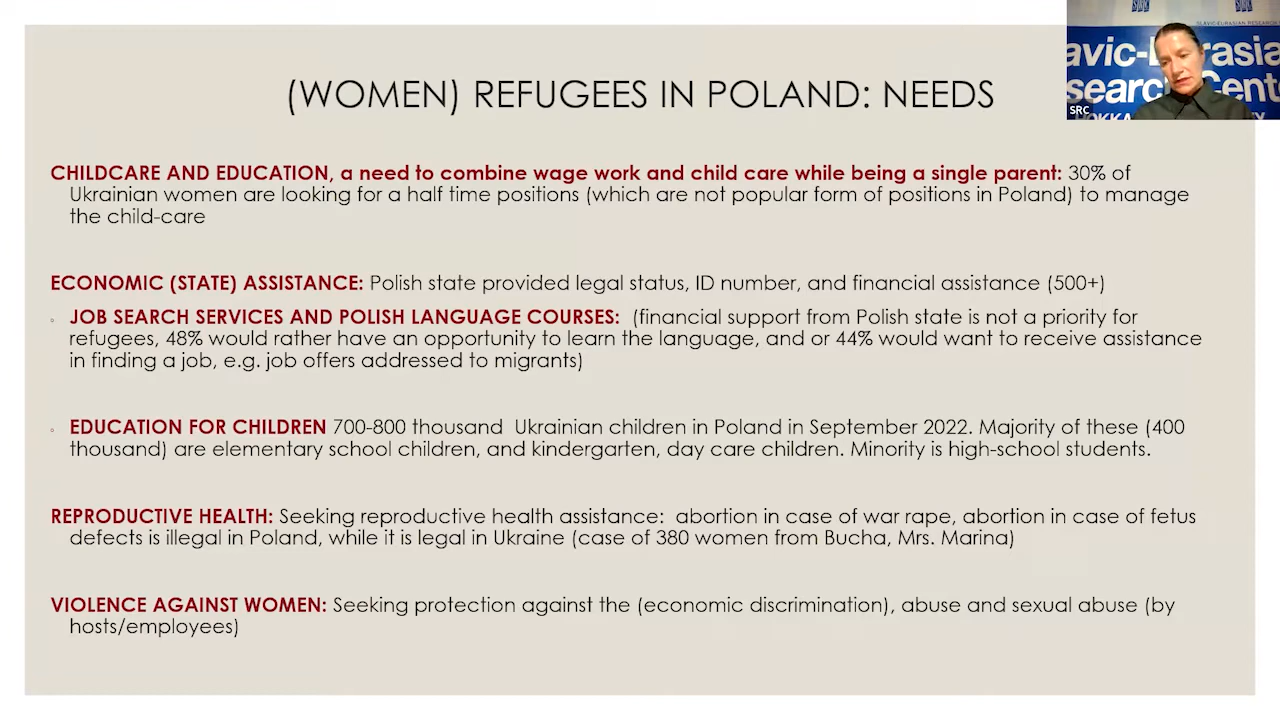 SLAVIC-EURASIAN RESEARCH
avic-Eurasia
search Cent
SRC
(WOMEN) REFUGEES IN POLAND: NEEDS
CHILDCARE AND EDUCATION, a need to combine wage work and child care while being a single parent: 30% of
Ukrainian women are looking for a half time positions (which are not popular form of positions in Poland) to manage
the child-care
ECONOMIC (STATE) ASSISTANCE: Polish state provided legal status, ID number, and financial assistance (500+)
◦ JOB SEARCH SERVICES AND POLISH LANGUAGE COURSES: (financial support from Polish state is not a priority for
refugees, 48% would rather have an opportunity to learn the language, and or 44% would want to receive assistance
in finding a job, e.g. job offers addressed to migrants)
◦ EDUCATION FOR CHILDREN 700-800 thousand Ukrainian children in Poland in September 2022. Majority of these (400
thousand) are elementary school children, and kindergarten, day care children. Minority is high-school students.
REPRODUCTIVE HEALTH: Seeking reproductive health assistance: abortion in case of war rape, abortion in case of fetus
defects is illegal in Poland, while it is legal in Ukraine (case of 380 women from Bucha, Mrs. Marina)
VIOLENCE AGAINST WOMEN: Seeking protection against the (economic discrimination), abuse and sexual abuse (by
hosts/employees)